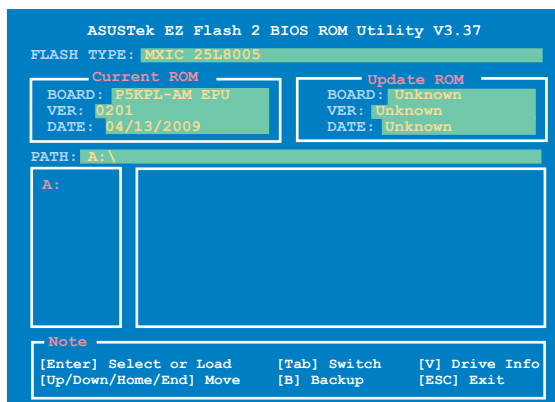 ASUSTek EZ Flash 2 BIOS ROM Utility V3.37
FLASH TYPE: MXIC 25L8005
Current ROM
BOARD: P5KPL-AM EPU
VER: 0201
DATE: 04/13/2009
Update ROM
BOARD: Unknown
VER: Unknown
DATE: Unknown
PATH: A:\
A:
Note
[Enter] Select or Load [Tab] Switch [V] Drive Info
[Up/Down/Home/End] Move [B] Backup [ESC] Exit